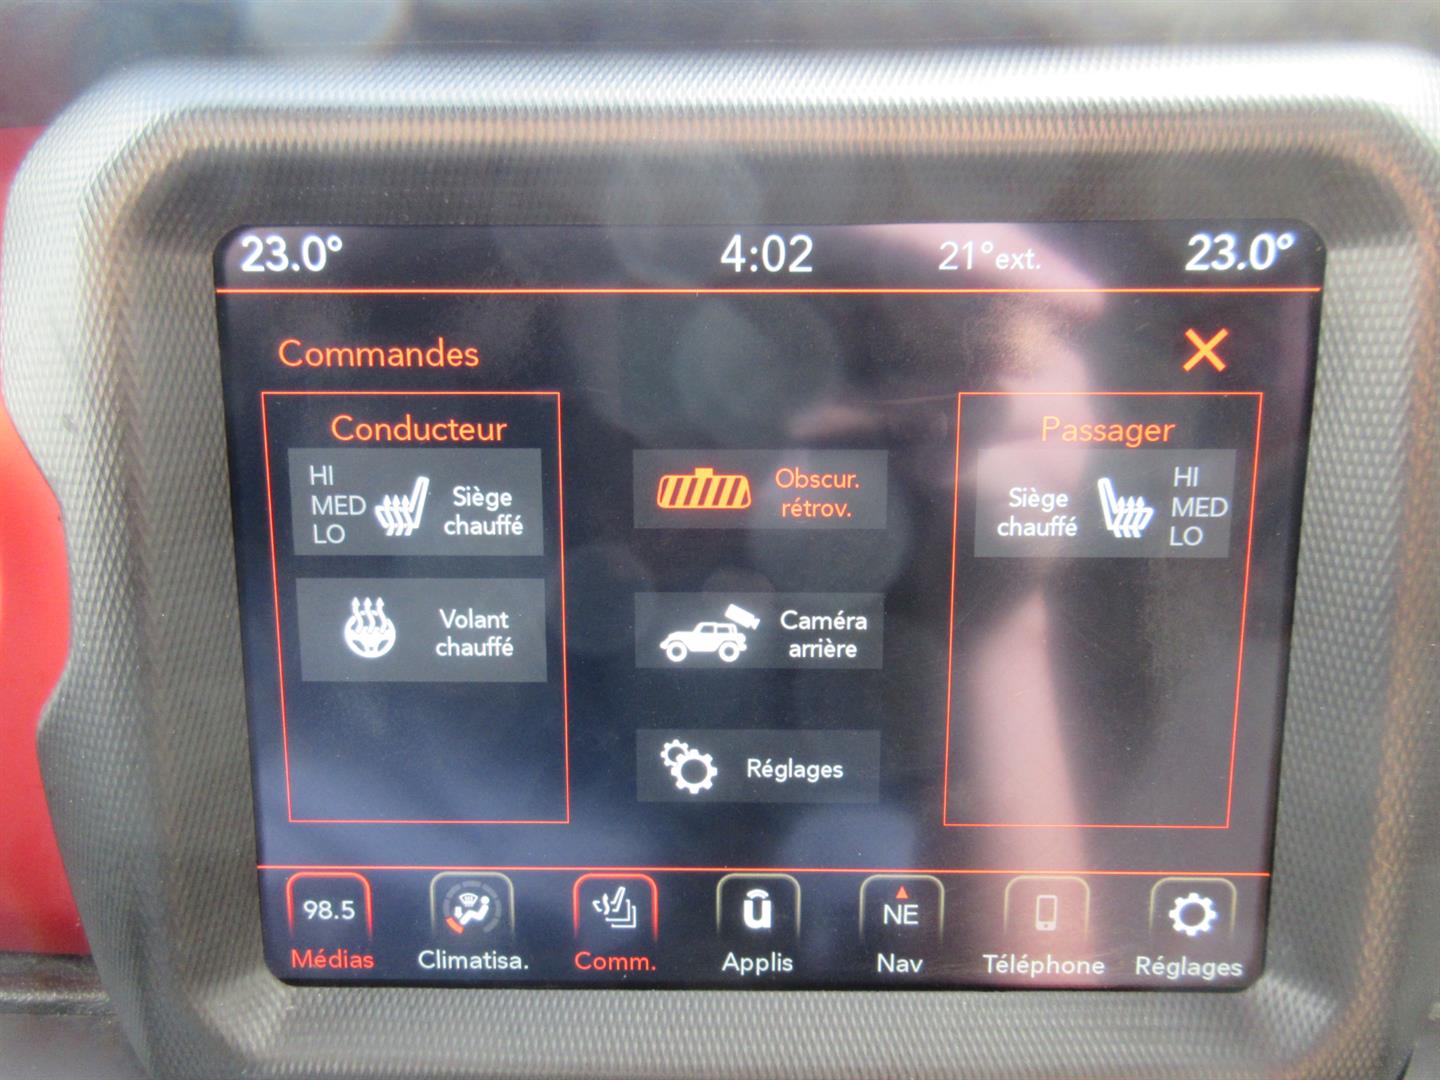 23.0° 4:02 21°ext. 23.0°
Commandes
Conducteur
HI
MED
LO
Siège
chauffé
Volant
chauffé
Obscur.
rétrov.
Caméra
arrière
Réglages
Passager
Siège
chauffé
HI
MED
LO
98.5
Médias
Climatisa.
Comm.
u
Applis
NE
Nav
Téléphone
Réglages